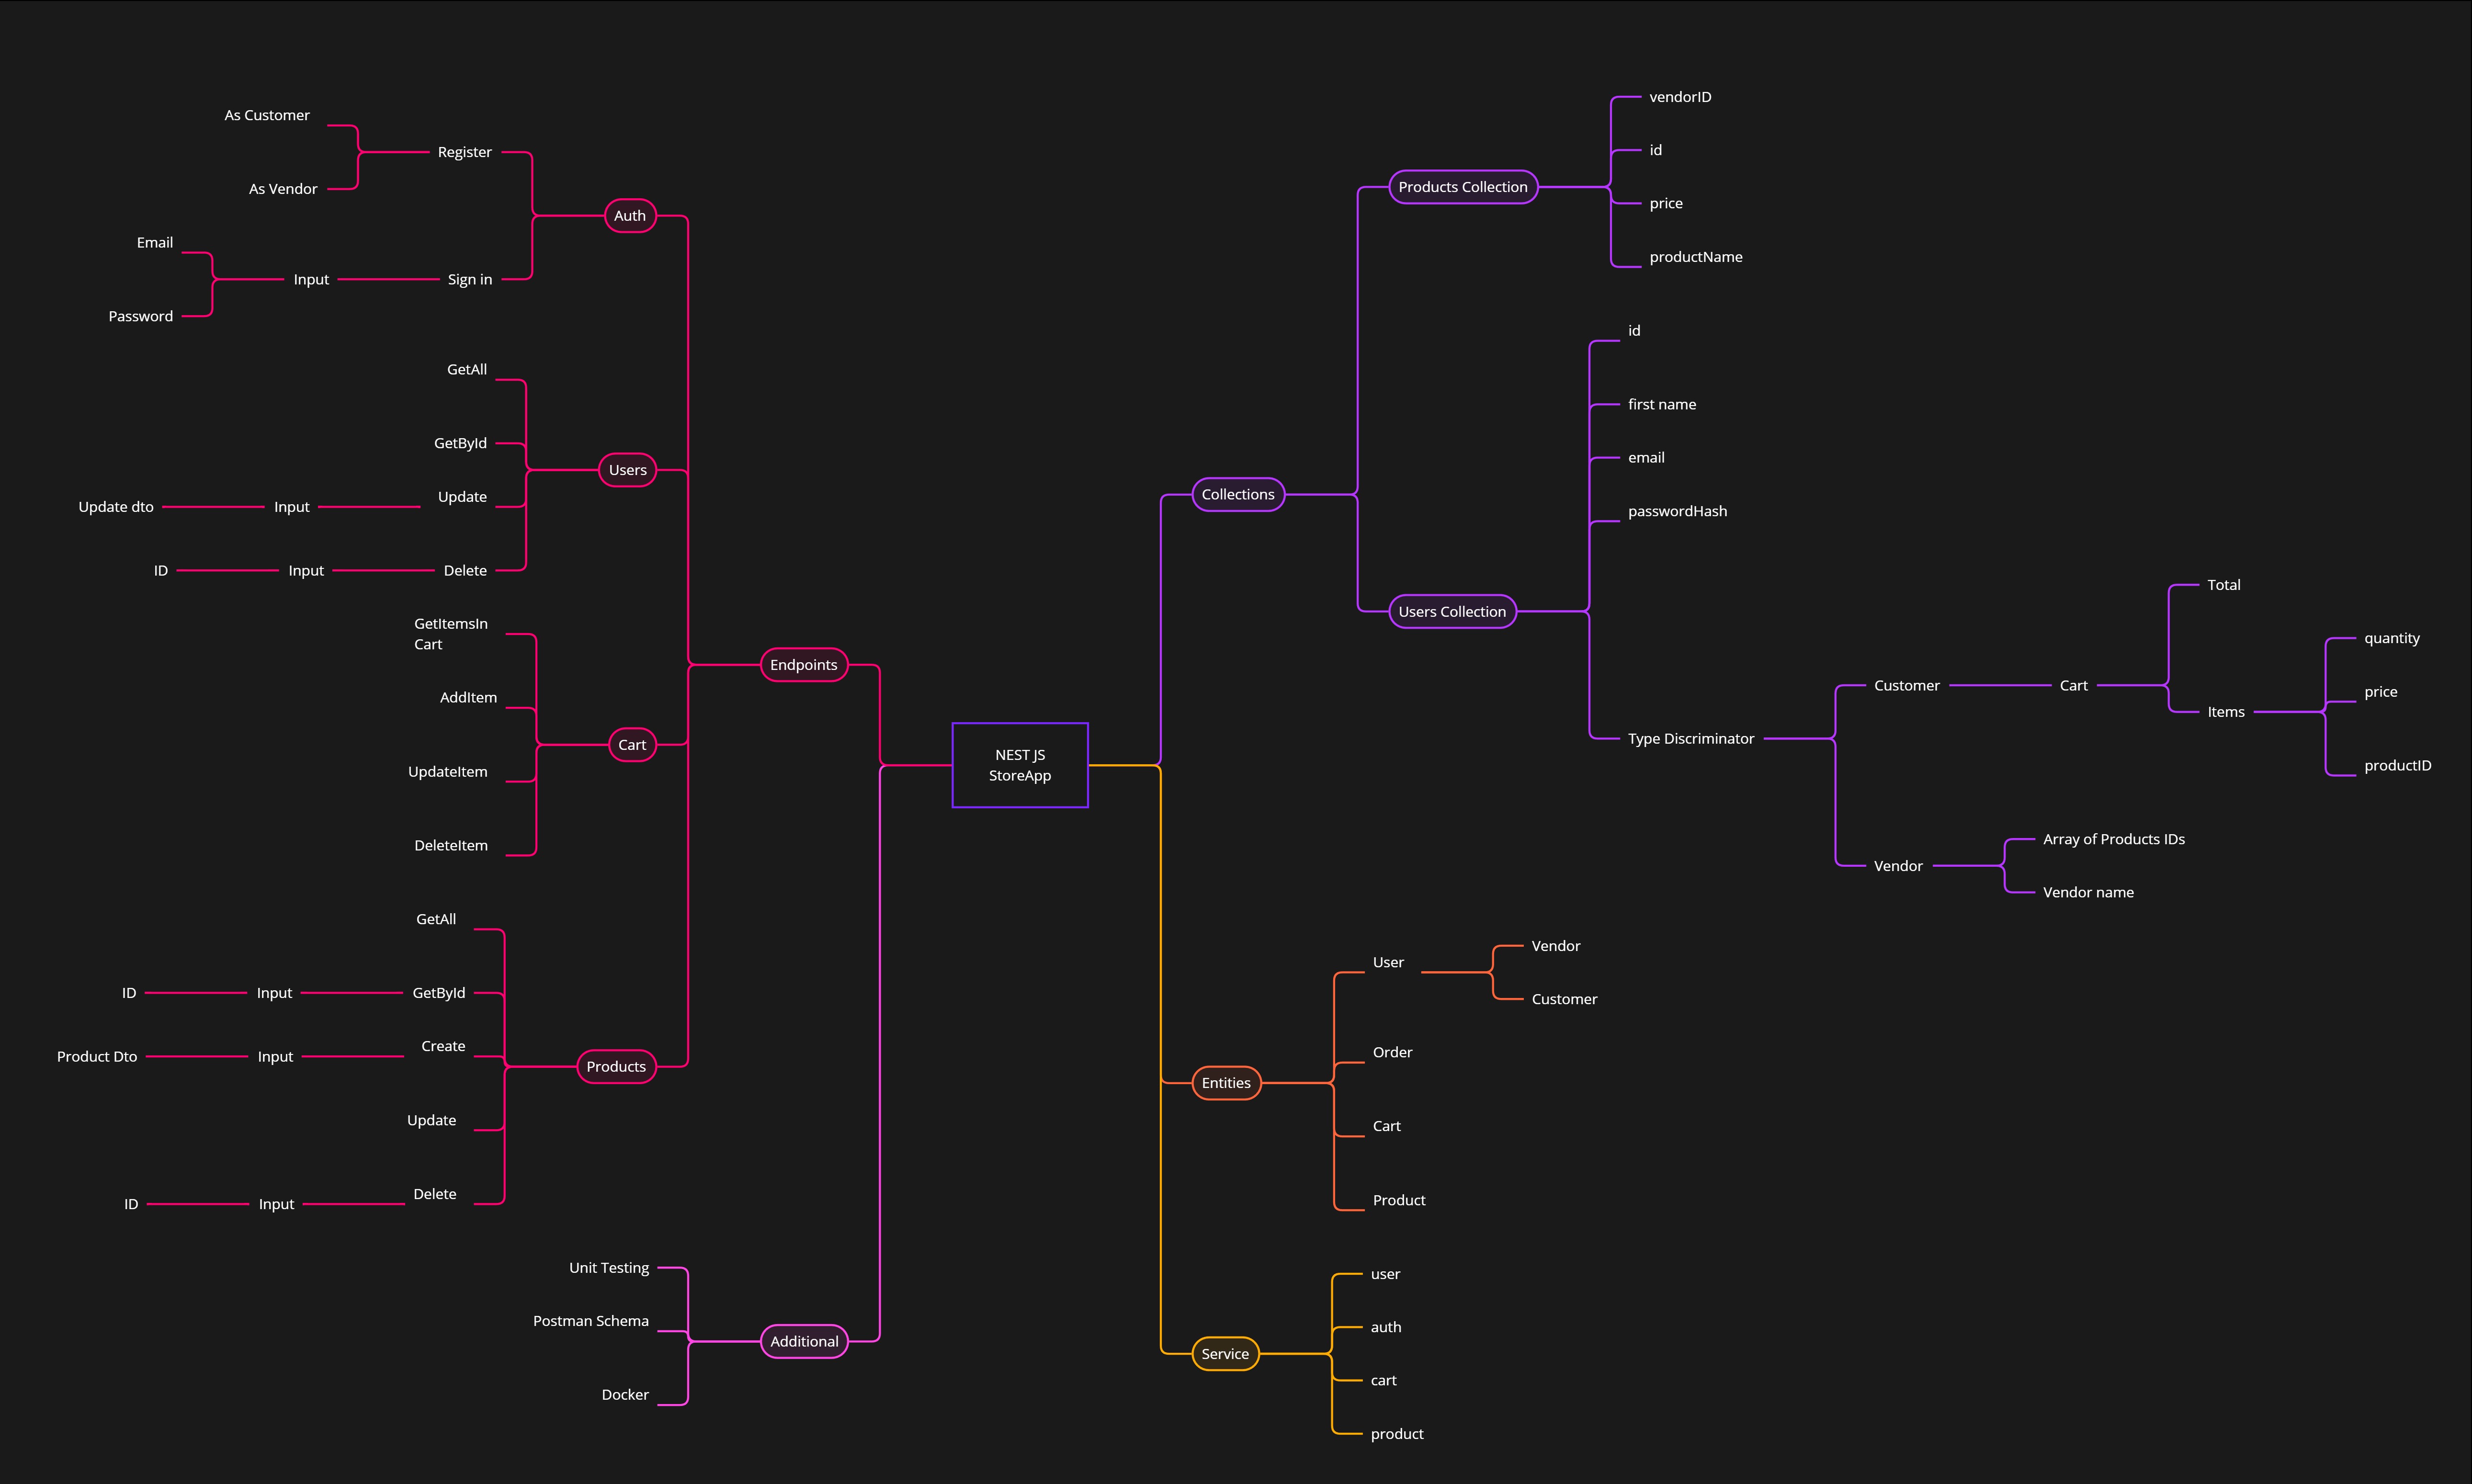 As Customer
As Vendor
Register
Email
Password
Input
Sign in
Auth
GetAll
GetById
Update dto
Input
Update
ID
Input
Delete
Users
GetItemsIn
Cart
AddItem
UpdateItem
DeleteItem
Cart
GetAll
ID
Input
GetById
Product Dto
Input
Create
Update
ID
Input
Delete
Products
Endpoints
Unit Testing
Postman Schema
Docker
Additional
NEST JS
StoreApp
Collections
Products Collection
vendorID
id
price
productName
Users Collection
id
first name
email
passwordHash
Type Discriminator
Customer
Cart
Total
Items
quantity
price
productID
Vendor
Array of Products IDs
Vendor name
Entities
User
Vendor
Customer
Order
Cart
Product
Service
user
auth
cart
product